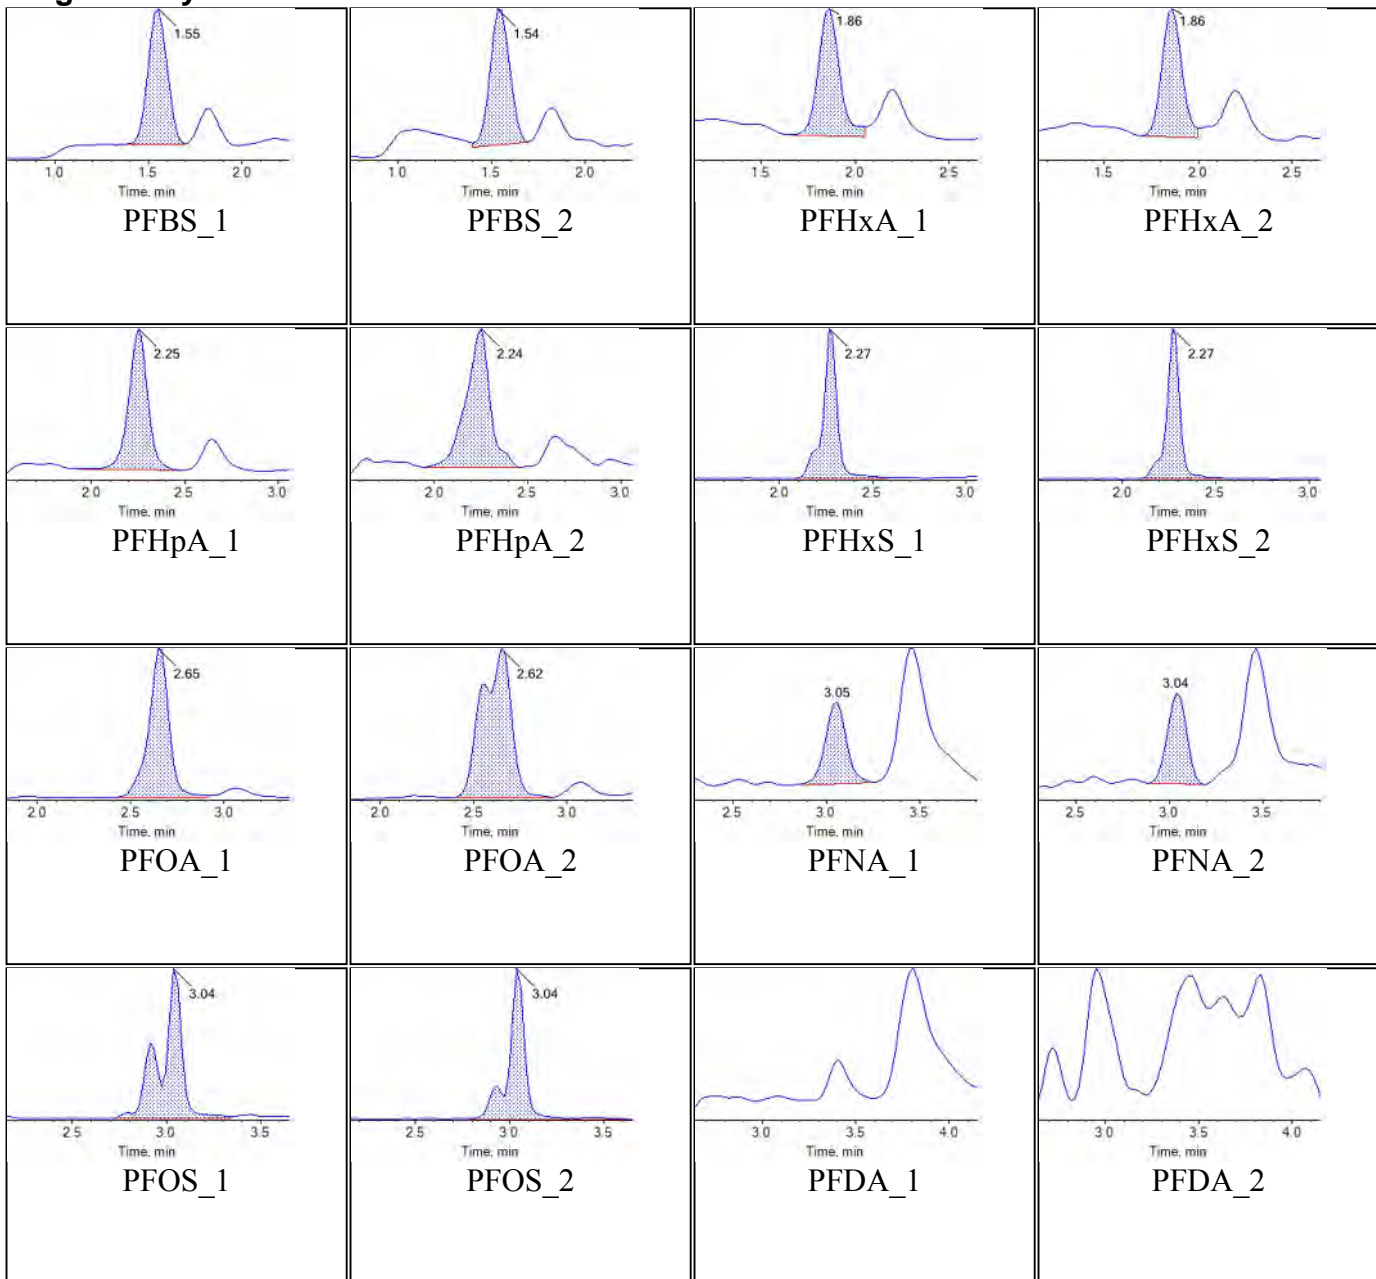 1.55 1.54 1.86 1.86
1.0 1.5 2.0 1.0 1.5 2.0 1.5 2.0 2.5 1.5 2.0 2.5
Time, min Time, min Time, min Time, min
PFBS_1 PFBS_2 PFHxA_1 PFHxA_2
2.25 2.24 2.27 2.27
2.0 2.5 3.0 2.0 2.5 3.0 2.0 2.5 3.0 2.0 2.5 3.0
Time, min Time, min Time, min Time, min
PFHpA_1 PFHpA_2 PFHxS_1 PFHxS_2
2.65 2.62 3.05 3.04
2.0 2.5 3.0 2.0 2.5 3.0 2.5 3.0 3.5 2.5 3.0 3.5
Time, min Time, min Time, min Time, min
PFOA_1 PFOA_2 PFNA_1 PFNA_2
3.04 3.04
2.5 3.0 3.5 2.5 3.0 3.5 3.0 3.5 4.0 3.0 3.5 4.0
Time, min Time, min Time, min Time, min
PFOS_1 PFOS_2 PFDA_1 PFDA_2